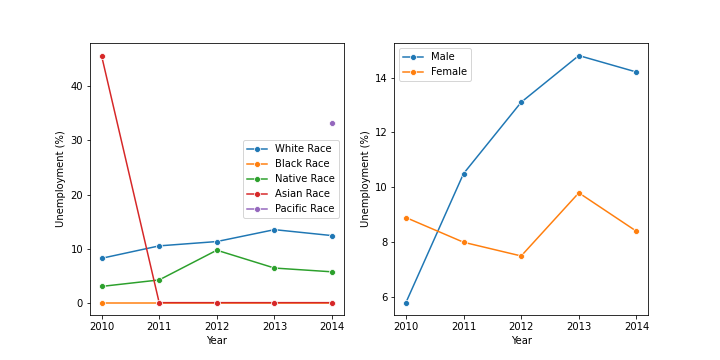 Unemployment (%)
40
30
20
10
0
White Race
Black Race
Native Race
Asian Race
Pacific Race
2010 2011 2012 2013 2014
Year
Unemployment (%)
14
12
10
8
6
Male
Female
2010 2011 2012 2013 2014
Year